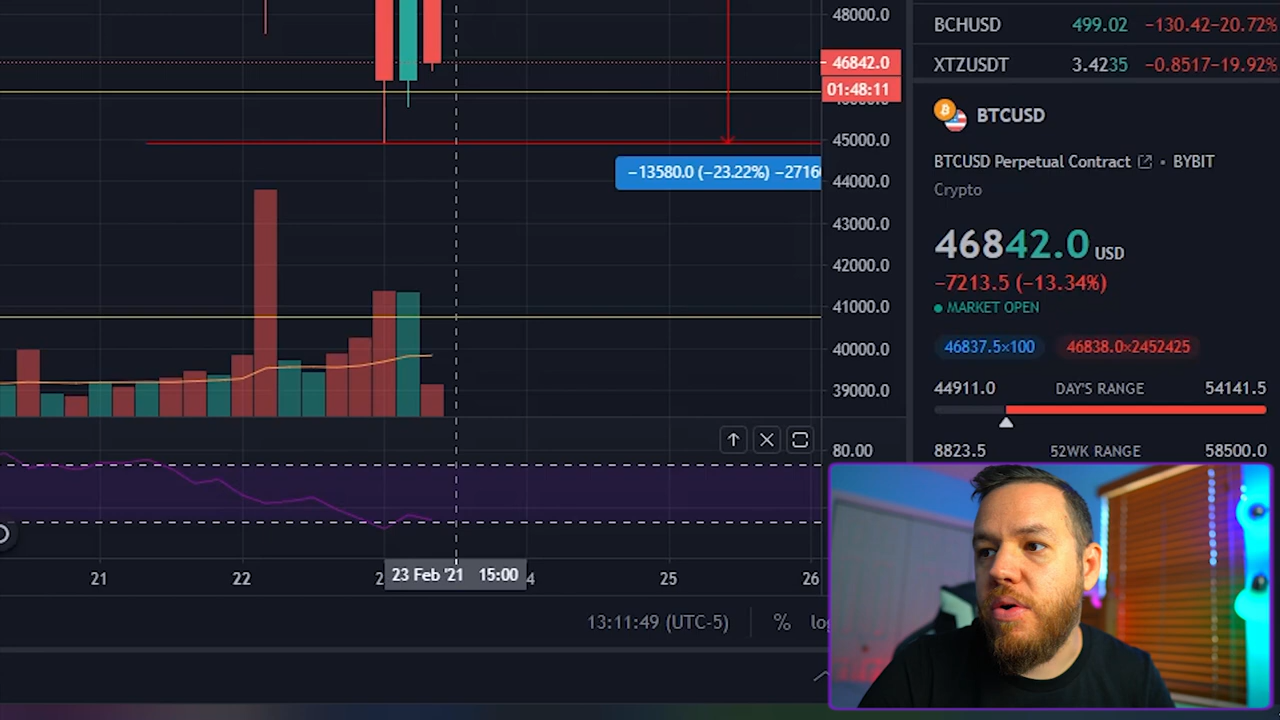 48000.0
46842.0
01:48:11
45000.0
−13580.0 (−23.22%) −2716
44000.0
43000.0
42000.0
41000.0
40000.0
39000.0
80.00
21
22
23 Feb '21 15:00
25
26
13:11:49 (UTC-5)
%
BCHUSD 499.02 −130.42 −20.72%
XTZUSDT 3.4235 −0.8517 −19.92%
BTCUSD
BTCUSD Perpetual Contract • BYBIT
Crypto
46842.0 USD
−7213.5 (−13.34%)
MARKET OPEN
46837.5×100 46838.0×2452425
44911.0 DAY'S RANGE 54141.5
8823.5 52WK RANGE 58500.0